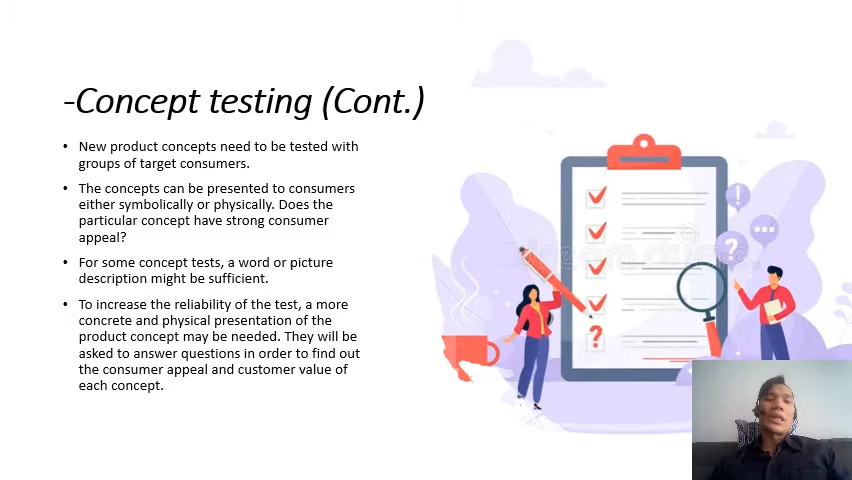 -Concept testing (Cont.)
• New product concepts need to be tested with
groups of target consumers.
• The concepts can be presented to consumers
either symbolically or physically. Does the
particular concept have strong consumer
appeal?
• For some concept tests, a word or picture
description might be sufficient.
• To increase the reliability of the test, a more
concrete and physical presentation of the
product concept may be needed. They will be
asked to answer questions in order to find out
the consumer appeal and customer value of
each concept.
!
?
?